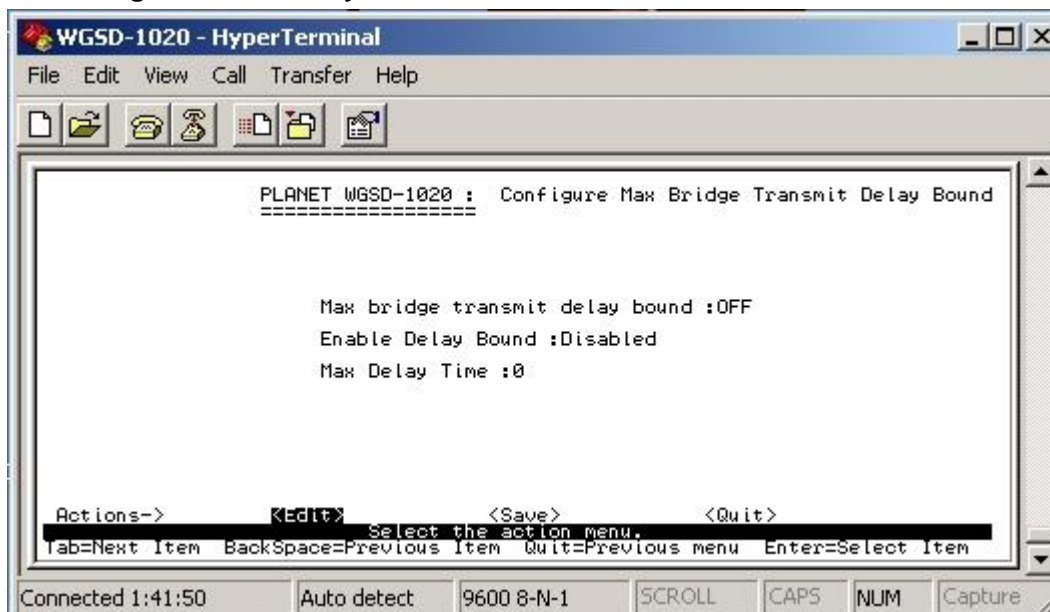 WGSD-1020 - HyperTerminal
File Edit View Call Transfer Help
PLANET WGSD-1020 : Configure Max Bridge Transmit Delay Bound
==================
Max bridge transmit delay bound :OFF
Enable Delay Bound :Disabled
Max Delay Time :0
Actions-> <Edit> <Save> <Quit>
Select the action menu.
Tab=Next Item BackSpace=Previous Item Quit=Previous menu Enter=Select Item
Connected 1:41:50 Auto detect 9600 8-N-1 SCROLL CAPS NUM Capture